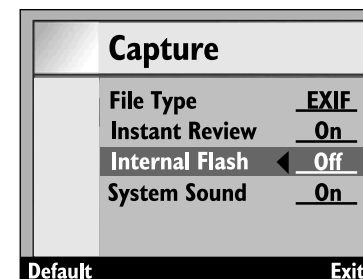 Capture
File Type EXIF
Instant Review On
Internal Flash Off
System Sound On
Default Exit